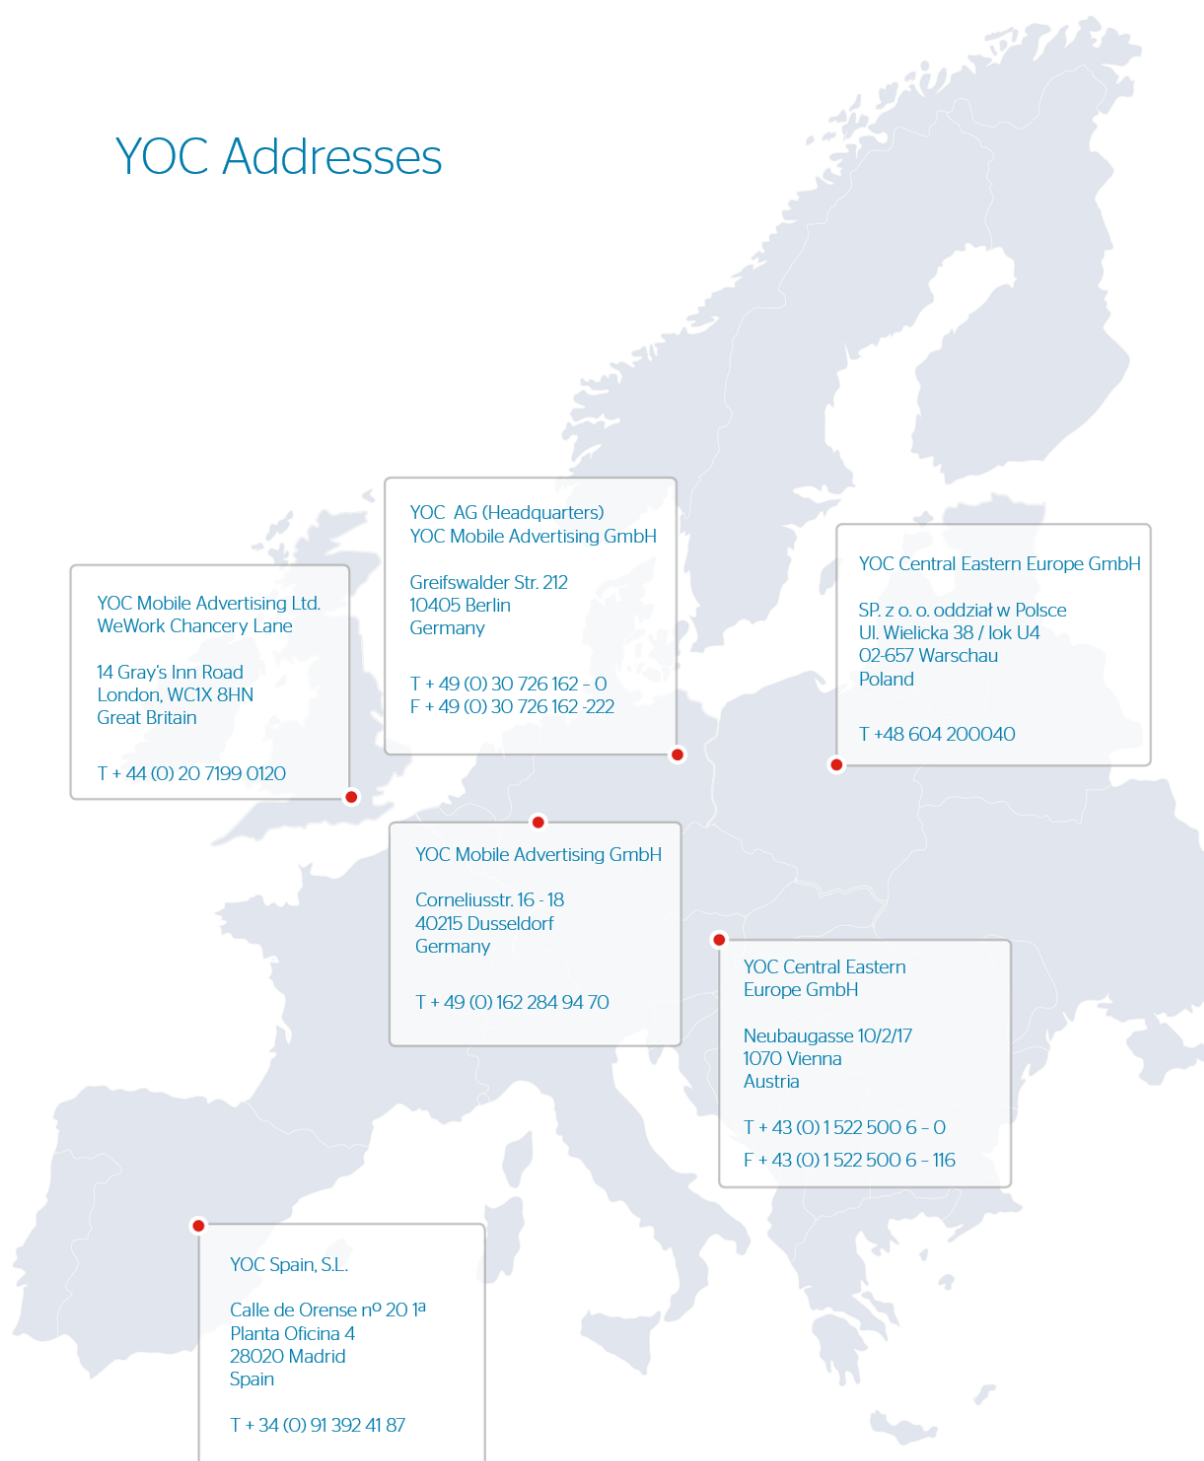 YOC Addresses
YOC AG (Headquarters)
YOC Mobile Advertising GmbH
Greifswalder Str. 212
10405 Berlin
Germany
T + 49 (0) 30 726 162 – 0
F + 49 (0) 30 726 162 -222
YOC Central Eastern Europe GmbH
SP. z o. o. oddział w Polsce
Ul. Wielicka 38 / lok U4
02-657 Warschau
Poland
T +48 604 200040
YOC Mobile Advertising Ltd.
WeWork Chancery Lane
14 Gray's Inn Road
London, WC1X 8HN
Great Britain
T + 44 (0) 20 7199 0120
YOC Mobile Advertising GmbH
Corneliusstr. 16 - 18
40215 Dusseldorf
Germany
T + 49 (0) 162 284 94 70
YOC Central Eastern
Europe GmbH
Neubaugasse 10/2/17
1070 Vienna
Austria
T + 43 (0) 1 522 500 6 – 0
F + 43 (0) 1 522 500 6 – 116
YOC Spain, S.L.
Calle de Orense nº 20 1ª
Planta Oficina 4
28020 Madrid
Spain
T + 34 (0) 91 392 41 87